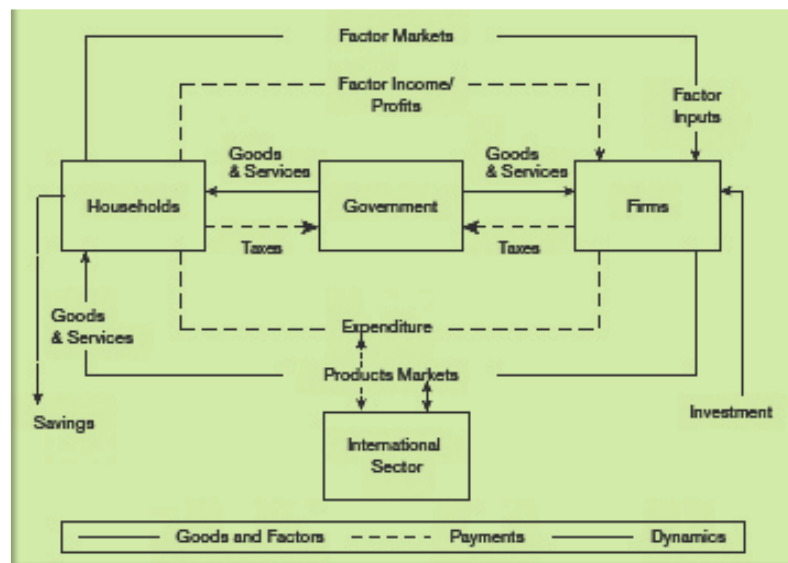 Factor Markets
Factor Income/
Profits
Factor
Inputs
Goods
& Services
Goods
& Services
Households
Government
Firms
Taxes
Taxes
Goods
& Services
Expenditure
Products Markets
Savings
Investment
International
Sector
Goods and Factors
Payments
Dynamics